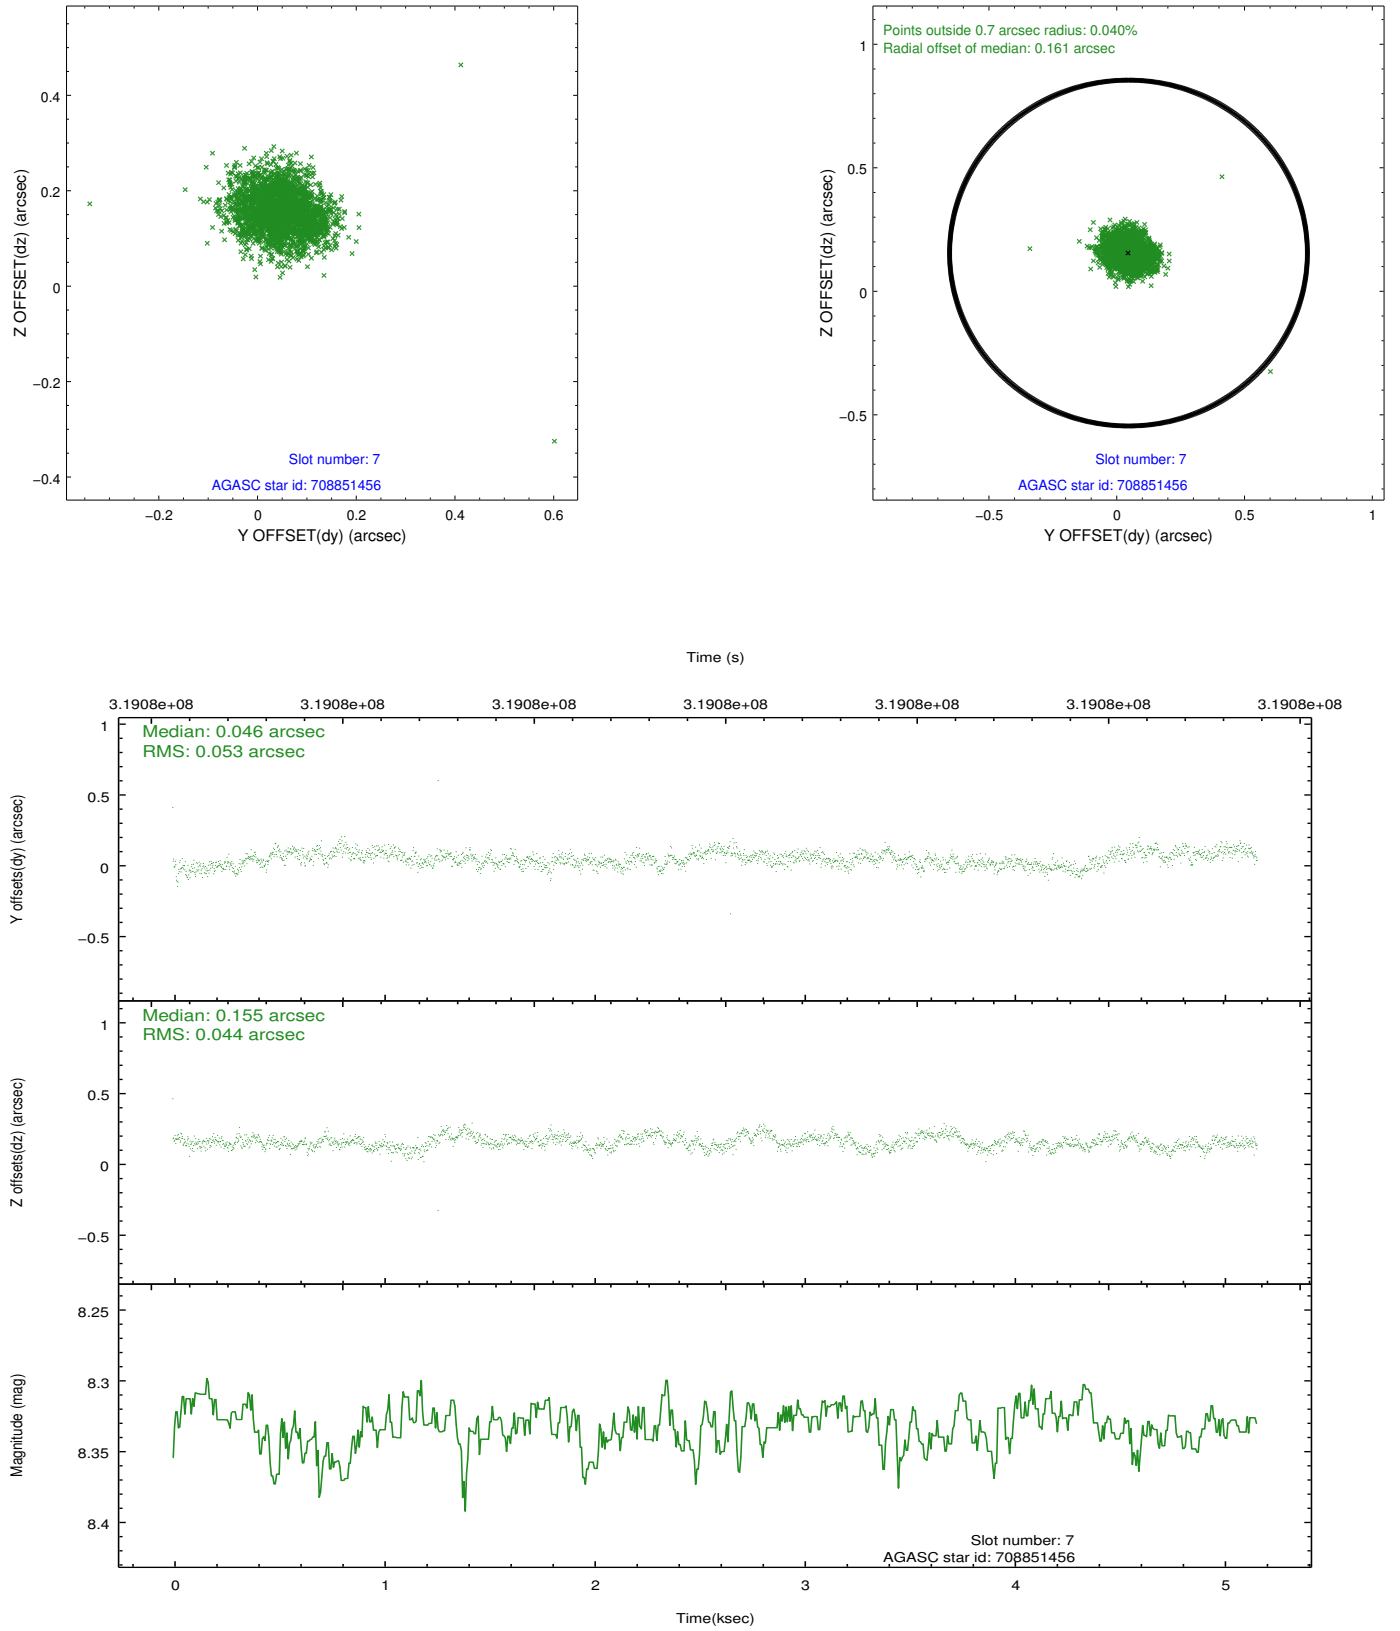 0.4
0.2
0
−0.2
−0.4
Z OFFSET(dz) (arcsec)
Slot number: 7
AGASC star id: 708851456
−0.2 0 0.2 0.4 0.6
Y OFFSET(dy) (arcsec)
Points outside 0.7 arcsec radius: 0.040%
Radial offset of median: 0.161 arcsec
1
0.5
0
−0.5
Z OFFSET(dz) (arcsec)
Slot number: 7
AGASC star id: 708851456
−0.5 0 0.5 1
Y OFFSET(dy) (arcsec)
Time (s)
3.1908e+08 3.1908e+08 3.1908e+08 3.1908e+08 3.1908e+08 3.1908e+08 3.1908e+08
Median: 0.046 arcsec
RMS: 0.053 arcsec
1
0.5
0
−0.5
Y offsets(dy) (arcsec)
Median: 0.155 arcsec
RMS: 0.044 arcsec
1
0.5
0
−0.5
Z offsets(dz) (arcsec)
8.25
8.3
8.35
8.4
Magnitude (mag)
Slot number: 7
AGASC star id: 708851456
0 1 2 3 4 5
Time(ksec)